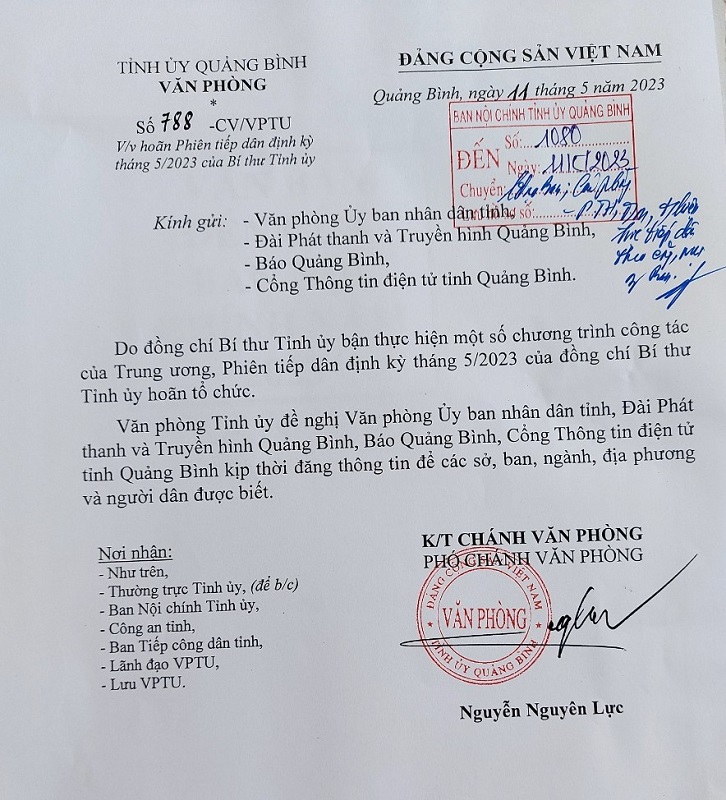 TỈNH ỦY QUẢNG BÌNH
VĂN PHÒNG
*
Số 788 -CV/VPTU
V/v hoãn Phiên tiếp dân định kỳ
tháng 5/2023 của Bí thư Tỉnh ủy
ĐẢNG CỘNG SẢN VIỆT NAM
Quảng Bình, ngày 11 tháng 5 năm 2023
BAN NỘI CHÍNH TỈNH ỦY QUẢNG BÌNH
ĐẾN
Số: 1080
Ngày: 11/5/2023
Chuyển:
số:
Kính gửi: - Văn phòng Ủy ban nhân dân tỉnh,
- Đài Phát thanh và Truyền hình Quảng Bình,
- Báo Quảng Bình,
- Cổng Thông tin điện tử tỉnh Quảng Bình.
Do đồng chí Bí thư Tỉnh ủy bận thực hiện một số chương trình công tác
của Trung ương, Phiên tiếp dân định kỳ tháng 5/2023 của đồng chí Bí thư
Tỉnh ủy hoãn tổ chức.
Văn phòng Tỉnh ủy đề nghị Văn phòng Ủy ban nhân dân tỉnh, Đài Phát
thanh và Truyền hình Quảng Bình, Báo Quảng Bình, Cổng Thông tin điện tử
tỉnh Quảng Bình kịp thời đăng thông tin để các sở, ban, ngành, địa phương
và người dân được biết.
Nơi nhận:
- Như trên,
- Thường trực Tỉnh ủy, (để b/c)
- Ban Nội chính Tỉnh ủy,
- Công an tỉnh,
- Ban Tiếp công dân tỉnh,
- Lãnh đạo VPTU,
- Lưu VPTU.
K/T CHÁNH VĂN PHÒNG
PHÓ CHÁNH VĂN PHÒNG
ĐẢNG CỘNG SẢN VIỆT NAM
VĂN PHÒNG
TỈNH ỦY QUẢNG BÌNH
Nguyễn Nguyên Lực